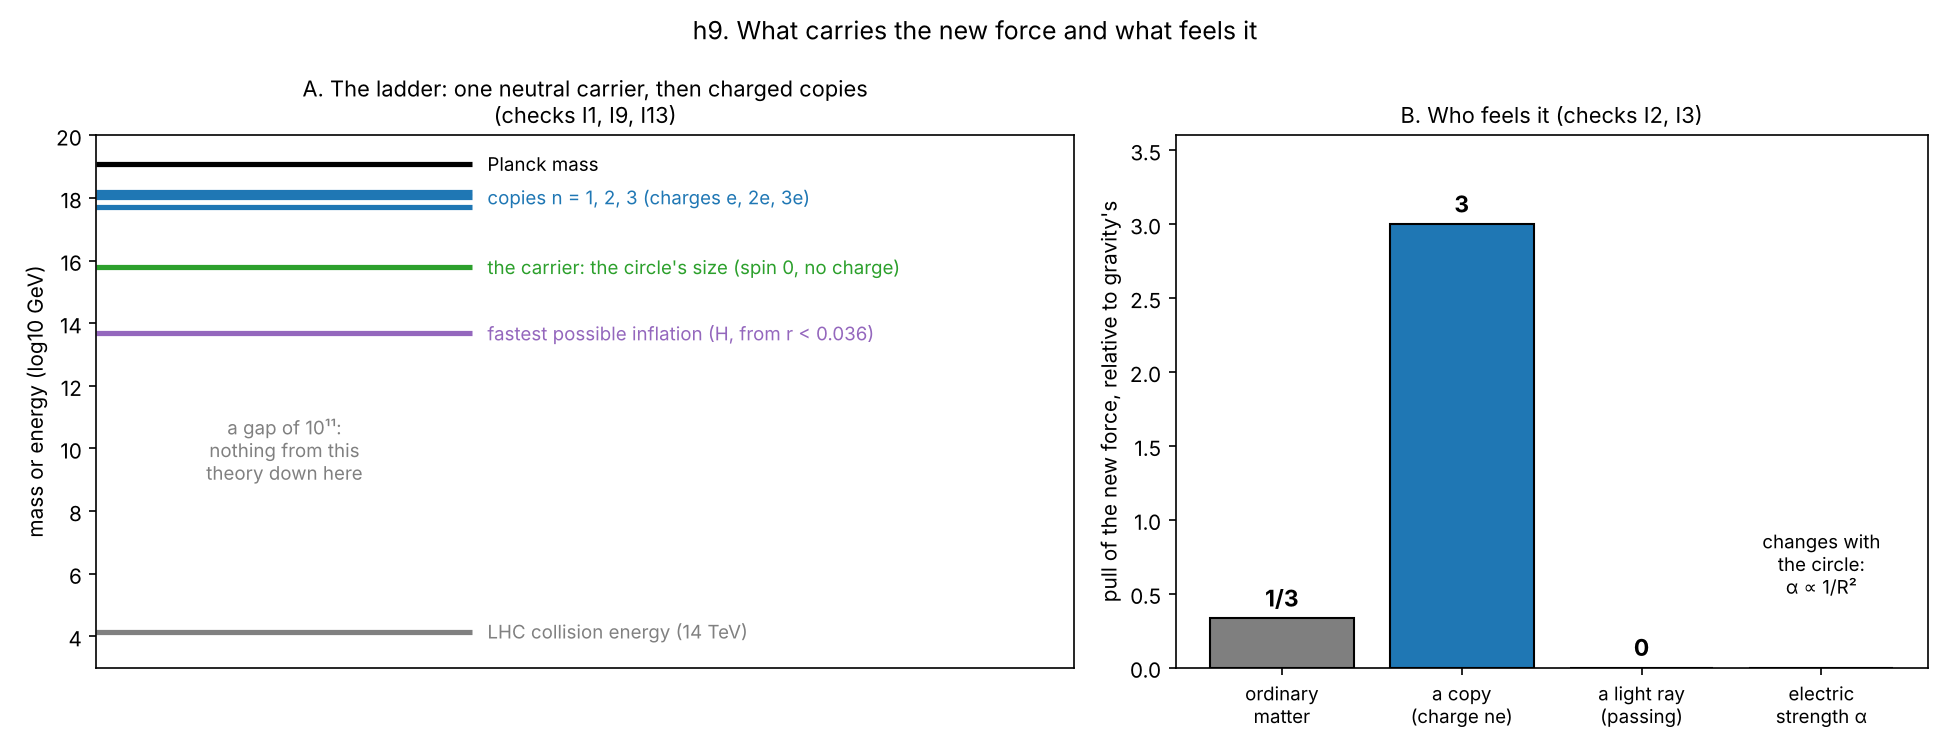 h9. What carries the new force and what feels it
A. The ladder: one neutral carrier, then charged copies
(checks I1, I9, I13)
mass or energy (log10 GeV)
20
18
16
14
12
10
8
6
4
Planck mass
copies n = 1, 2, 3 (charges e, 2e, 3e)
the carrier: the circle's size (spin 0, no charge)
fastest possible inflation (H, from r < 0.036)
a gap of 10¹¹:
nothing from this
theory down here
LHC collision energy (14 TeV)
B. Who feels it (checks I2, I3)
pull of the new force, relative to gravity's
3.5
3.0
2.5
2.0
1.5
1.0
0.5
0.0
1/3
3
0
changes with
the circle:
α ∝ 1/R²
ordinary
matter
a copy
(charge ne)
a light ray
(passing)
electric
strength α